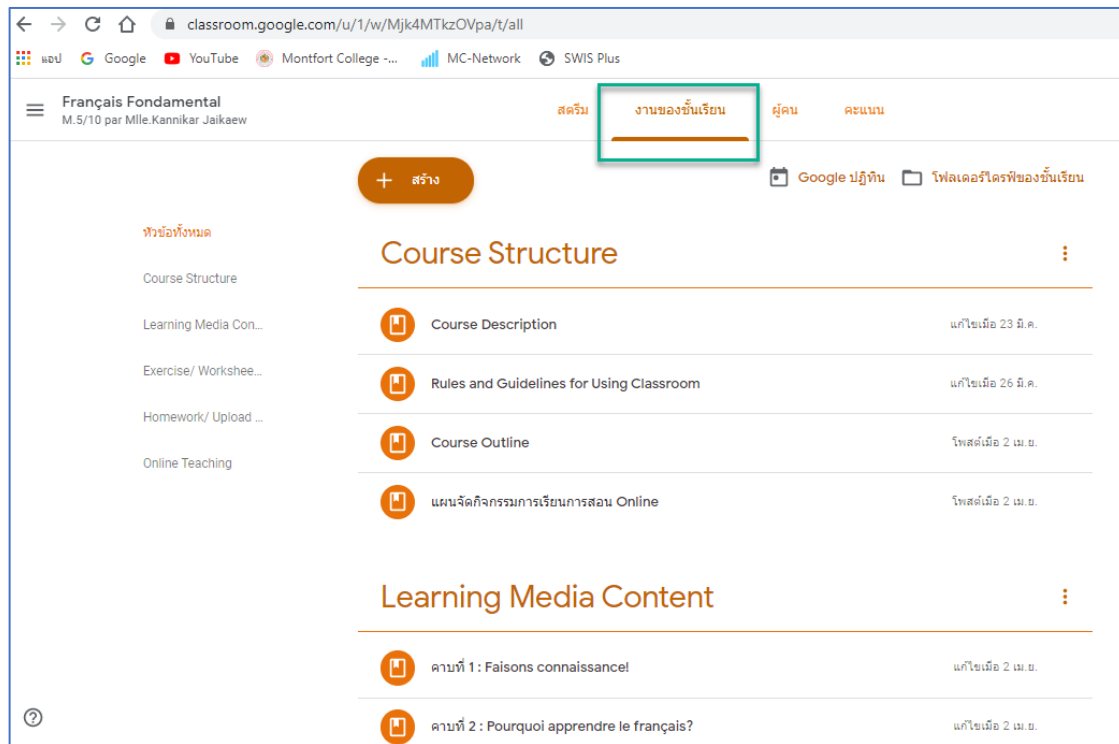 classroom.google.com/u/1/w/Mjk4MTkzOVpa/t/all
แอป Google YouTube Montfort College -... MC-Network SWIS Plus
Français Fondamental
M.5/10 par Mlle.Kannikar Jaikaew
สตรีม งานของชั้นเรียน ผู้คน คะแนน
+ สร้าง
Google ปฏิทิน โฟลเดอร์ไดรฟ์ของชั้นเรียน
หัวข้อทั้งหมด
Course Structure
Learning Media Con...
Exercise/ Workshee...
Homework/ Upload ...
Online Teaching
Course Structure
Course Description แก้ไขเมื่อ 23 มี.ค.
Rules and Guidelines for Using Classroom แก้ไขเมื่อ 26 มี.ค.
Course Outline โพสต์เมื่อ 2 เม.ย.
แผนจัดกิจกรรมการเรียนการสอน Online โพสต์เมื่อ 2 เม.ย.
Learning Media Content
คาบที่ 1 : Faisons connaissance! แก้ไขเมื่อ 2 เม.ย.
คาบที่ 2 : Pourquoi apprendre le français? แก้ไขเมื่อ 2 เม.ย.